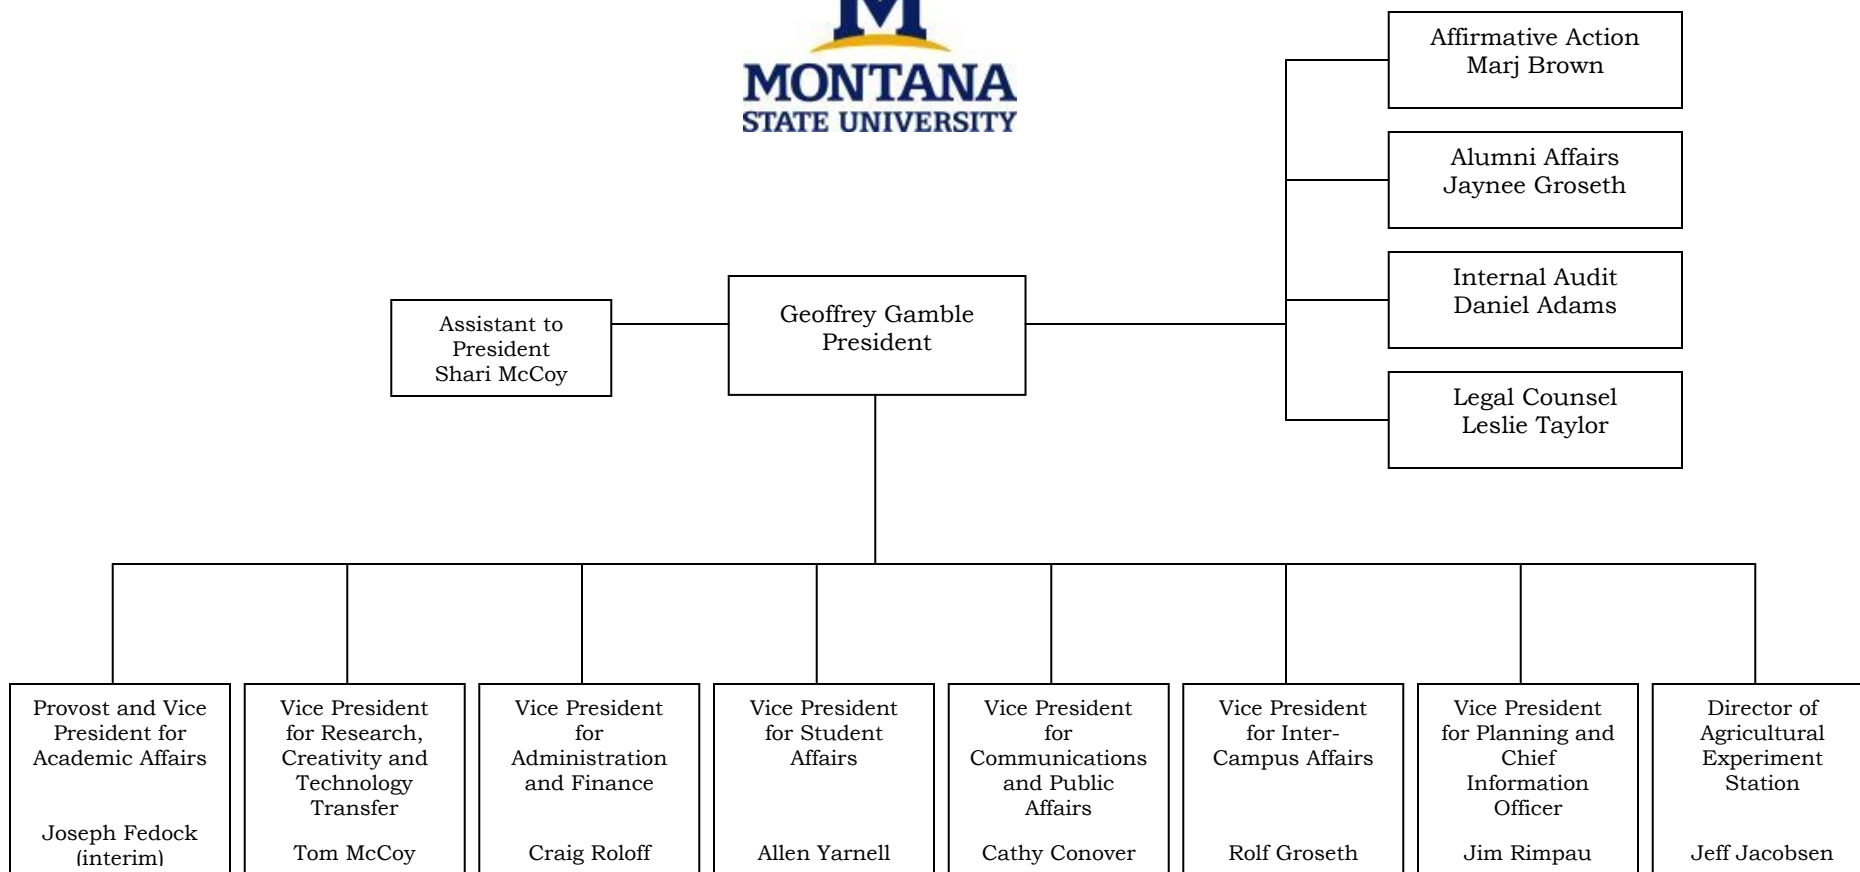 M
MONTANA
STATE UNIVERSITY
Affirmative Action
Marj Brown
Alumni Affairs
Jaynee Groseth
Internal Audit
Daniel Adams
Legal Counsel
Leslie Taylor
Assistant to
President
Shari McCoy
Geoffrey Gamble
President
Provost and Vice
President for
Academic Affairs
Joseph Fedock
(interim)
Vice President
for Research,
Creativity and
Technology
Transfer
Tom McCoy
Vice President
for
Administration
and Finance
Craig Roloff
Vice President
for Student
Affairs
Allen Yarnell
Vice President
for
Communications
and Public
Affairs
Cathy Conover
Vice President
for Inter-
Campus Affairs
Rolf Groseth
Vice President
for Planning and
Chief
Information
Officer
Jim Rimpau
Director of
Agricultural
Experiment
Station
Jeff Jacobsen